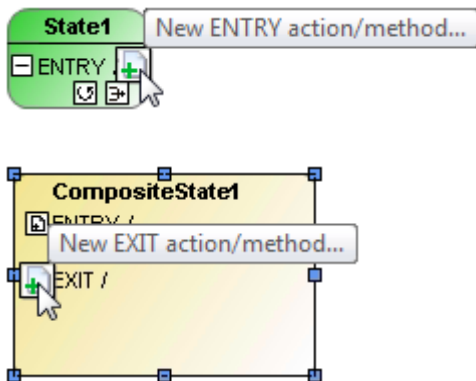 State1
New ENTRY action/method...
ENTRY /
CompositeState1
ENTRY /
New EXIT action/method...
EXIT /